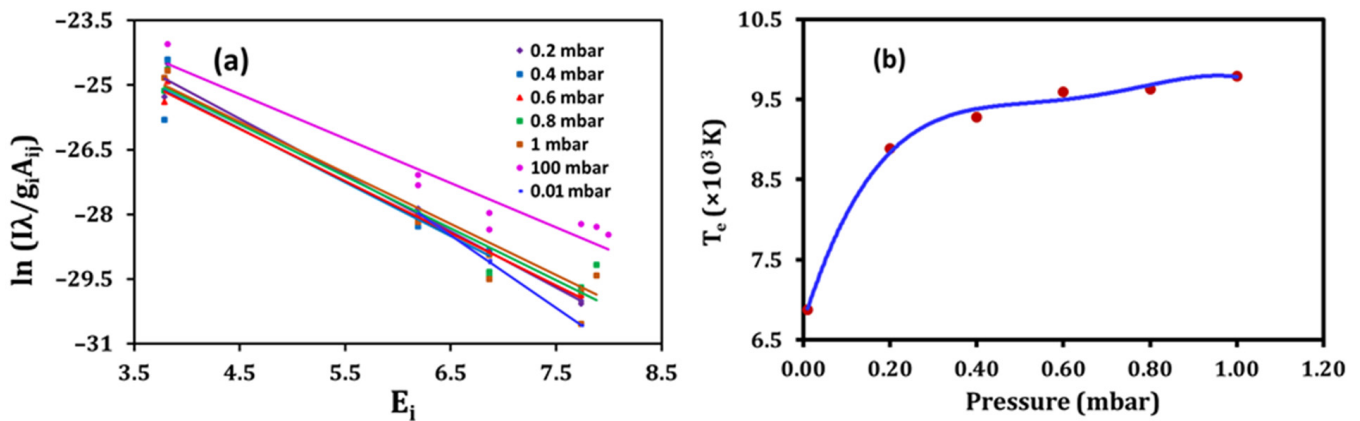 (a)
ln (Iλ/gᵢAᵢⱼ)
−23.5
−25
−26.5
−28
−29.5
−31
3.5 4.5 5.5 6.5 7.5 8.5
Eᵢ
0.2 mbar
0.4 mbar
0.6 mbar
0.8 mbar
1 mbar
100 mbar
0.01 mbar
(b)
Tₑ (×10³ K)
10.5
9.5
8.5
7.5
6.5
0.00 0.20 0.40 0.60 0.80 1.00 1.20
Pressure (mbar)